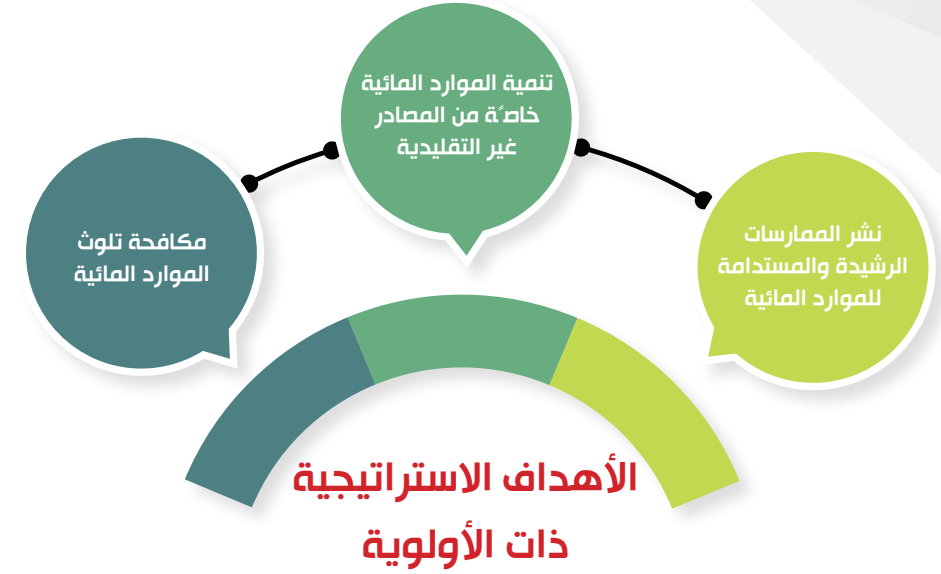 تنمية الموارد المائية
خاصةً من المصادر
غير التقليدية
نشر الممارسات
الرشيدة والمستدامة
للموارد المائية
مكافحة تلوث
الموارد المائية
الأهداف الاستراتيجية
ذات الأولوية